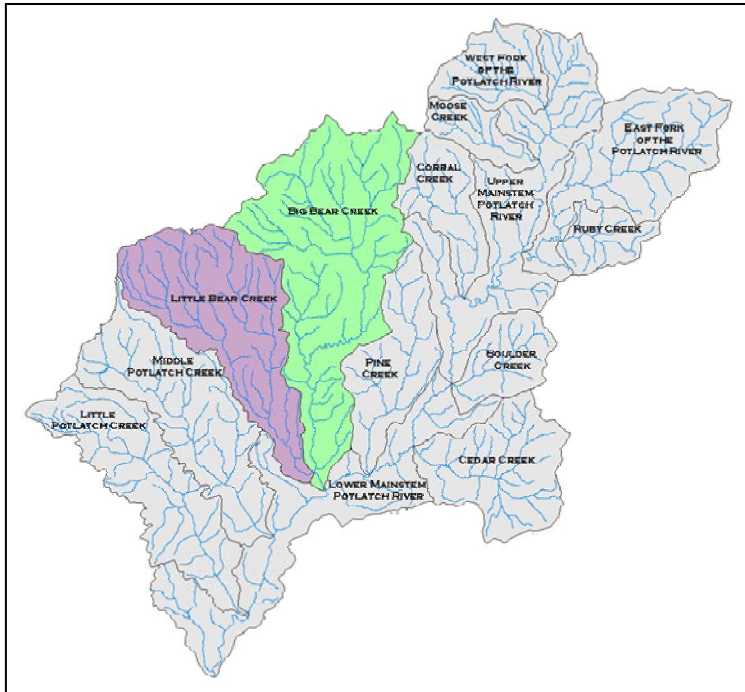 WEST FORK
OF THE
POTLATCH RIVER
MOOSE
CREEK
EAST FORK
OF THE
POTLATCH RIVER
CORRAL
CREEK
UPPER
MAINSTEM
POTLATCH
RIVER
BIG BEAR CREEK
RUBY CREEK
LITTLE BEAR CREEK
MIDDLE
POTLATCH CREEK
PINE
CREEK
BOULDER
CREEK
LITTLE
POTLATCH CREEK
CEDAR CREEK
LOWER MAINSTEM
POTLATCH RIVER